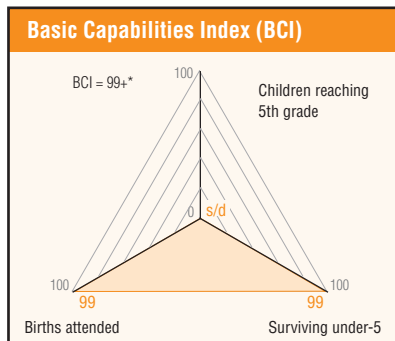 Basic Capabilities Index (BCI)
BCI = 99+*
100
Children reaching
5th grade
0
s/d
100
99
99
100
Births attended
Surviving under-5